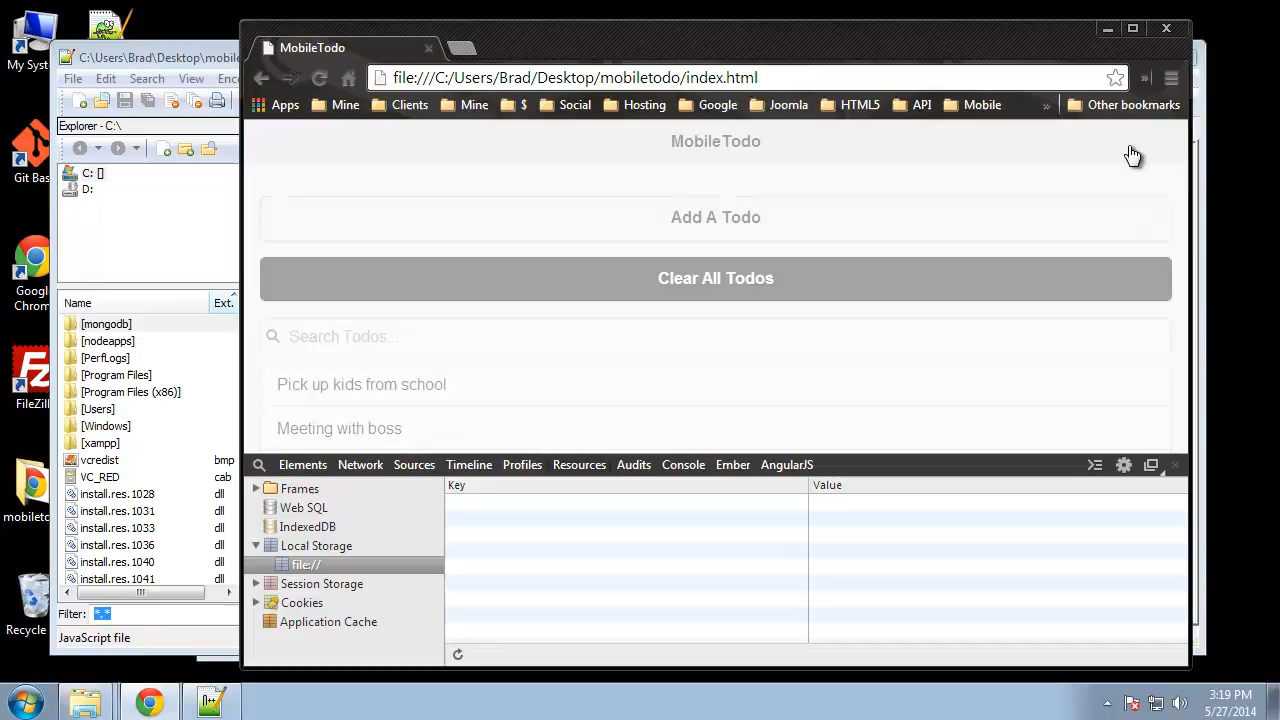 My Sys
Git Bas
Google
Chrom
FileZil
mobileto
Recycle
C:\Users\Brad\Desktop\mobile
File Edit Search View Enc
Explorer - C:\
C: []
D:
Name Ext.
[mongodb]
[nodeapps]
[PerfLogs]
[Program Files]
[Program Files (x86)]
[Users]
[Windows]
[xampp]
vcredist bmp
VC_RED cab
install.res.1028 dll
install.res.1031 dll
install.res.1033 dll
install.res.1036 dll
install.res.1040 dll
install.res.1041 dll
Filter: *.*
JavaScript file
MobileTodo
file:///C:/Users/Brad/Desktop/mobiletodo/index.html
Apps Mine Clients Mine $ Social Hosting Google Joomla HTML5 API Mobile » Other bookmarks
MobileTodo
Add A Todo
Clear All Todos
Search Todos...
Pick up kids from school
Meeting with boss
Elements Network Sources Timeline Profiles Resources Audits Console Ember AngularJS
Frames
Web SQL
IndexedDB
Local Storage
file://
Session Storage
Cookies
Application Cache
Key Value
3:19 PM
5/27/2014